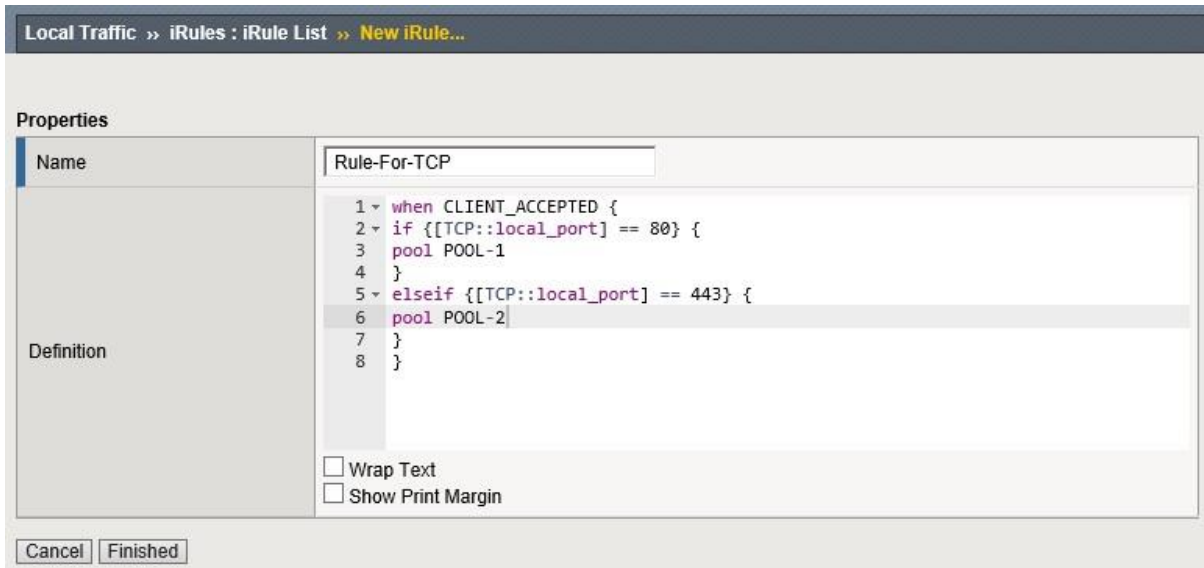 Local Traffic ›› iRules : iRule List ›› New iRule...
Properties
Name
Rule-For-TCP
Definition
1 when CLIENT_ACCEPTED {
2 if {[TCP::local_port] == 80} {
3 pool POOL-1
4 }
5 elseif {[TCP::local_port] == 443} {
6 pool POOL-2
7 }
8 }
Wrap Text
Show Print Margin
Cancel Finished